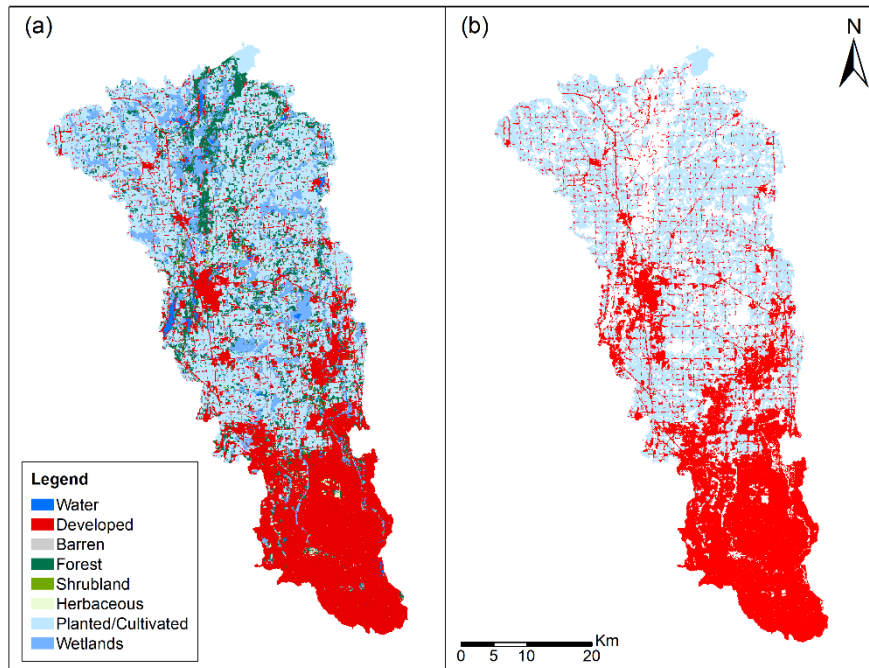 (a)
(b)
N
Legend
Water
Developed
Barren
Forest
Shrubland
Herbaceous
Planted/Cultivated
Wetlands
Km
0 5 10 20